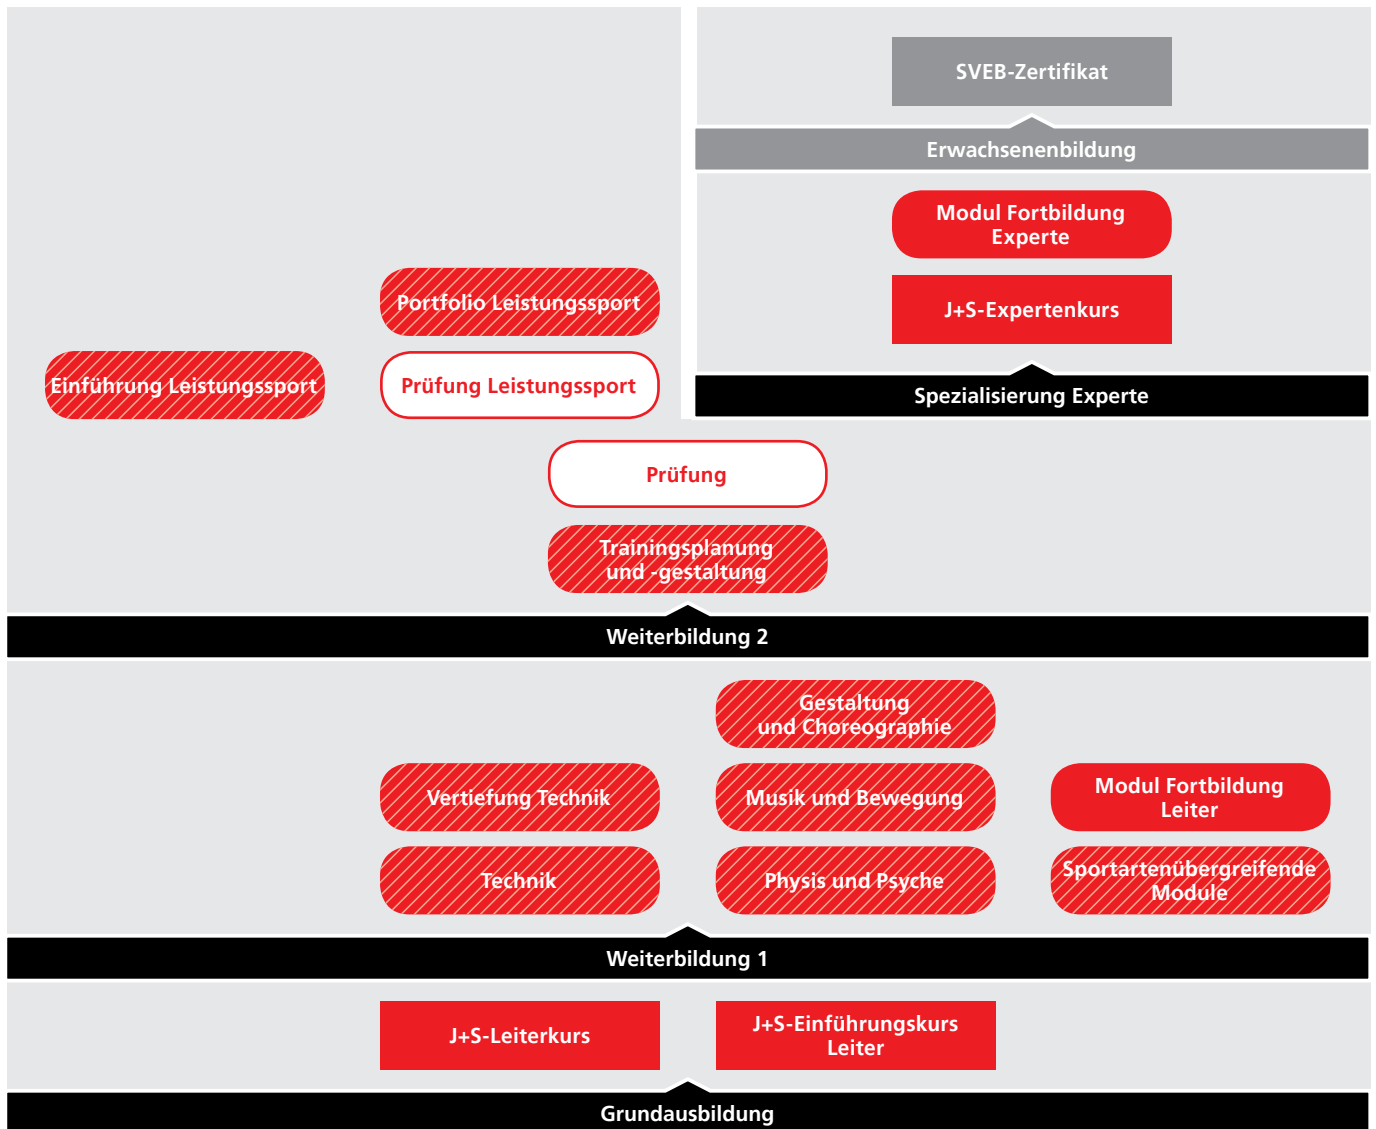 SVEB-Zertifikat
Erwachsenenbildung
Modul Fortbildung
Experte
J+S-Expertenkurs
Spezialisierung Experte
Portfolio Leistungssport
Einführung Leistungssport
Prüfung Leistungssport
Prüfung
Trainingsplanung
und -gestaltung
Weiterbildung 2
Gestaltung
und Choreographie
Vertiefung Technik
Musik und Bewegung
Modul Fortbildung
Leiter
Technik
Physis und Psyche
Sportartenübergreifende
Module
Weiterbildung 1
J+S-Leiterkurs
J+S-Einführungskurs
Leiter
Grundausbildung